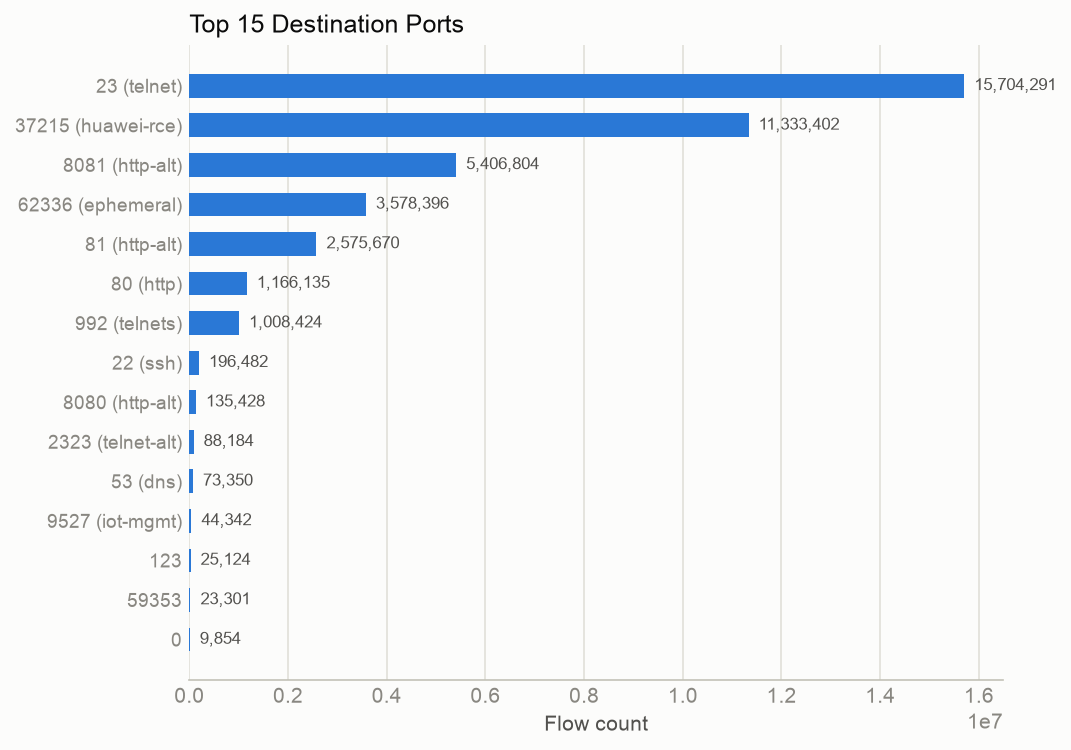 Top 15 Destination Ports
23 (telnet) 15,704,291
37215 (huawei-rce) 11,333,402
8081 (http-alt) 5,406,804
62336 (ephemeral) 3,578,396
81 (http-alt) 2,575,670
80 (http) 1,166,135
992 (telnets) 1,008,424
22 (ssh) 196,482
8080 (http-alt) 135,428
2323 (telnet-alt) 88,184
53 (dns) 73,350
9527 (iot-mgmt) 44,342
123 25,124
59353 23,301
0 9,854
0.0 0.2 0.4 0.6 0.8 1.0 1.2 1.4 1.6
Flow count
1e7